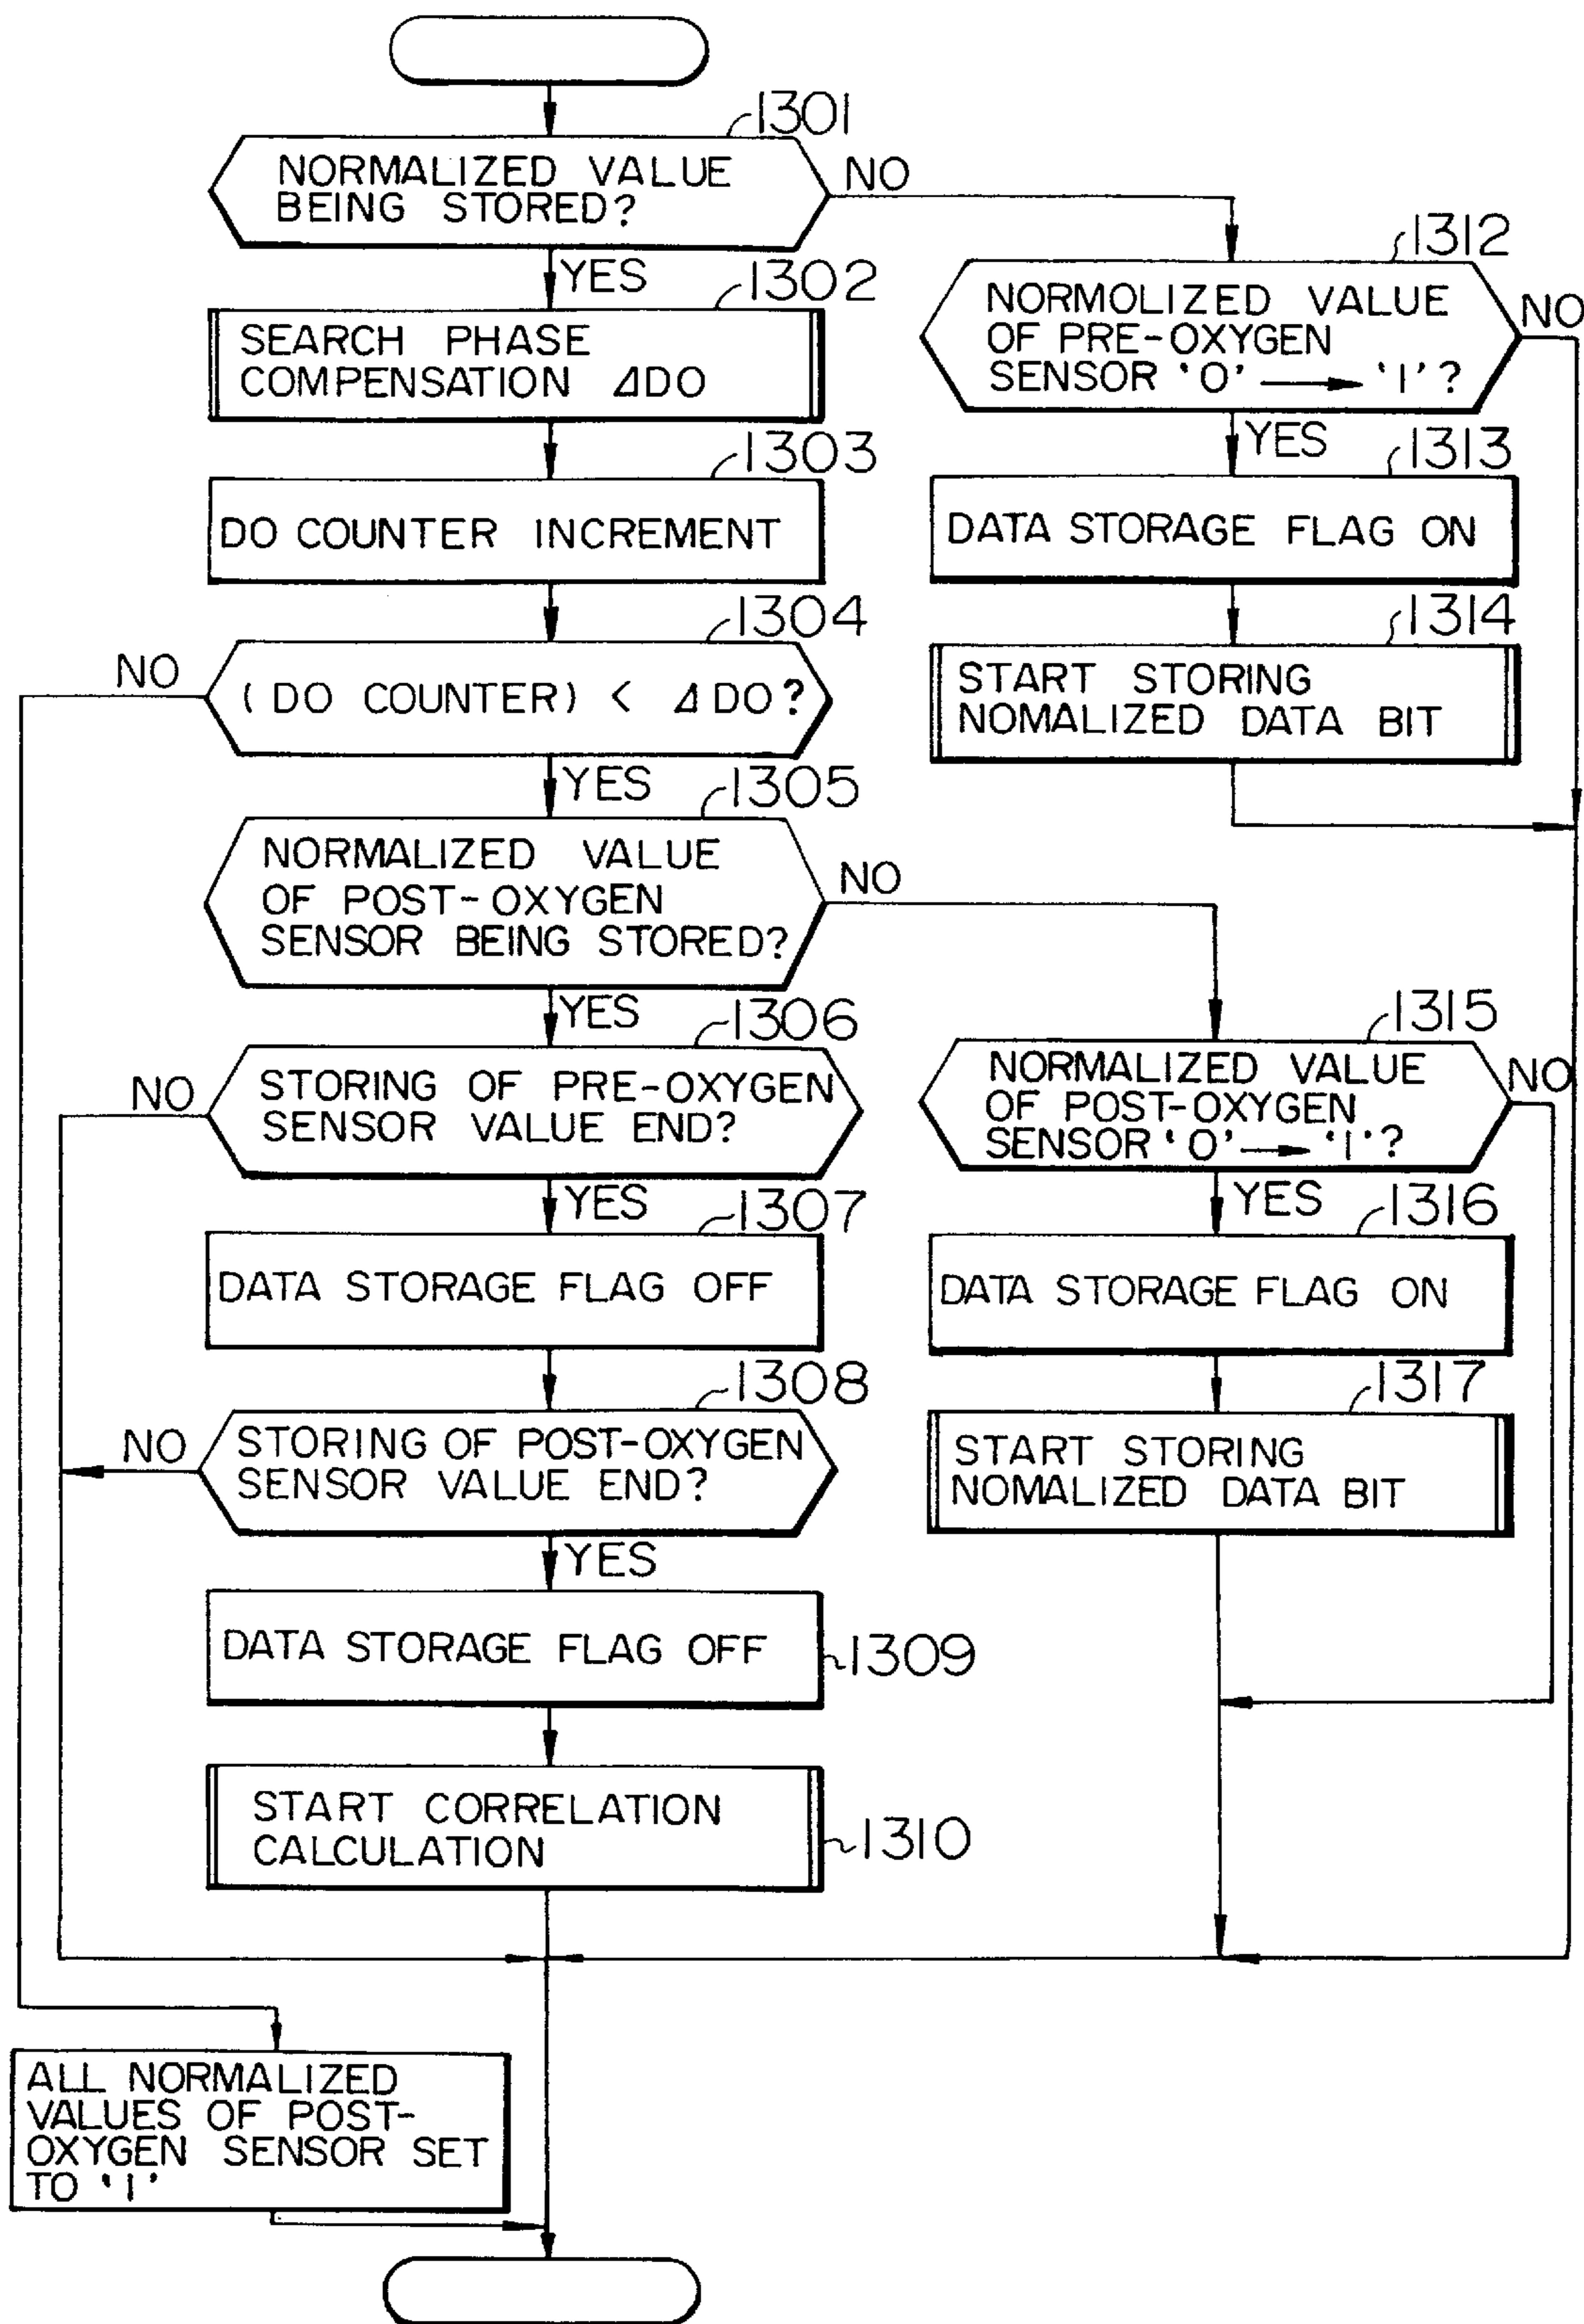 1301
NORMALIZED VALUE
BEING STORED?
NO
YES
1302
SEARCH PHASE
COMPENSATION ΔDO
1303
DO COUNTER INCREMENT
1304
(DO COUNTER) < ΔDO?
NO
YES
1305
NORMALIZED VALUE
OF POST-OXYGEN
SENSOR BEING STORED?
NO
YES
1306
STORING OF PRE-OXYGEN
SENSOR VALUE END?
NO
YES
1307
DATA STORAGE FLAG OFF
1308
STORING OF POST-OXYGEN
SENSOR VALUE END?
NO
YES
DATA STORAGE FLAG OFF
1309
START CORRELATION
CALCULATION
1310
ALL NORMALIZED
VALUES OF POST-
OXYGEN SENSOR SET
TO '1'
1312
NORMOLIZED VALUE
OF PRE-OXYGEN
SENSOR '0' → '1'?
NO
YES
1313
DATA STORAGE FLAG ON
1314
START STORING
NOMALIZED DATA BIT
1315
NORMALIZED VALUE
OF POST-OXYGEN
SENSOR '0' → '1'?
NO
YES
1316
DATA STORAGE FLAG ON
1317
START STORING
NOMALIZED DATA BIT